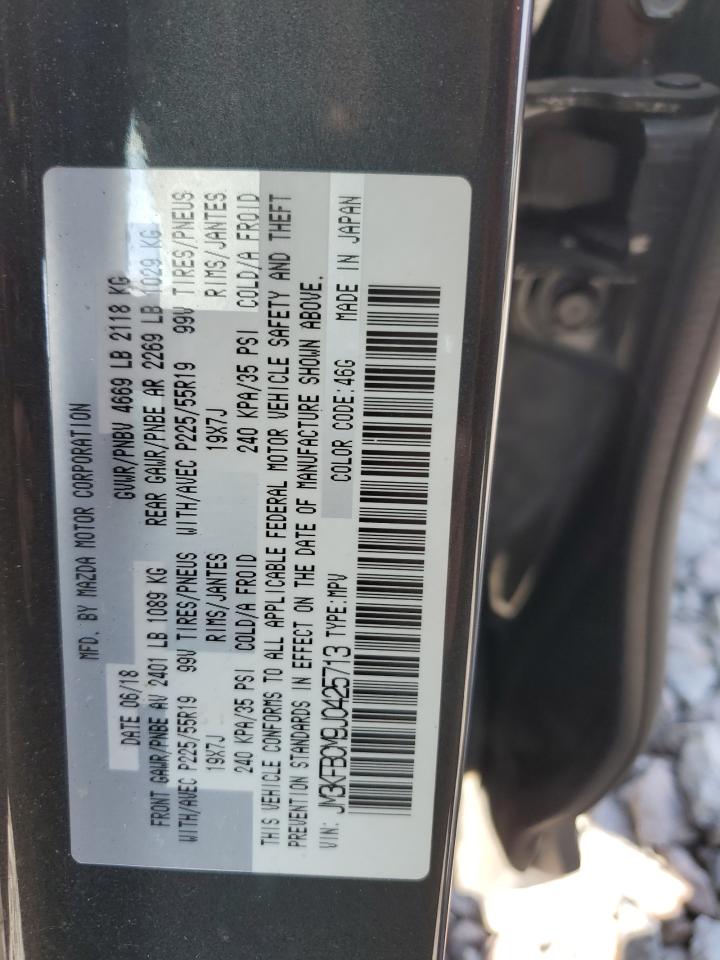 MFD. BY MAZDA MOTOR CORPORATION
DATE 06/18 GVWR/PNBV 4669 LB 2118 KG
FRONT GAWR/PNBE AV 2401 LB 1089 KG REAR GAWR/PNBE AR 2269 LB 1029 KG
WITH/AVEC P225/55R19 99V TIRES/PNEUS WITH/AVEC P225/55R19 99V TIRES/PNEUS
19X7J RIMS/JANTES 19X7J RIMS/JANTES
240 KPA/35 PSI COLD/A FROID 240 KPA/35 PSI COLD/A FROID
THIS VEHICLE CONFORMS TO ALL APPLICABLE FEDERAL MOTOR VEHICLE SAFETY AND THEFT
PREVENTION STANDARDS IN EFFECT ON THE DATE OF MANUFACTURE SHOWN ABOVE.
VIN: JM3KFBCM9J0425713 TYPE:MPV COLOR CODE:46G MADE IN JAPAN